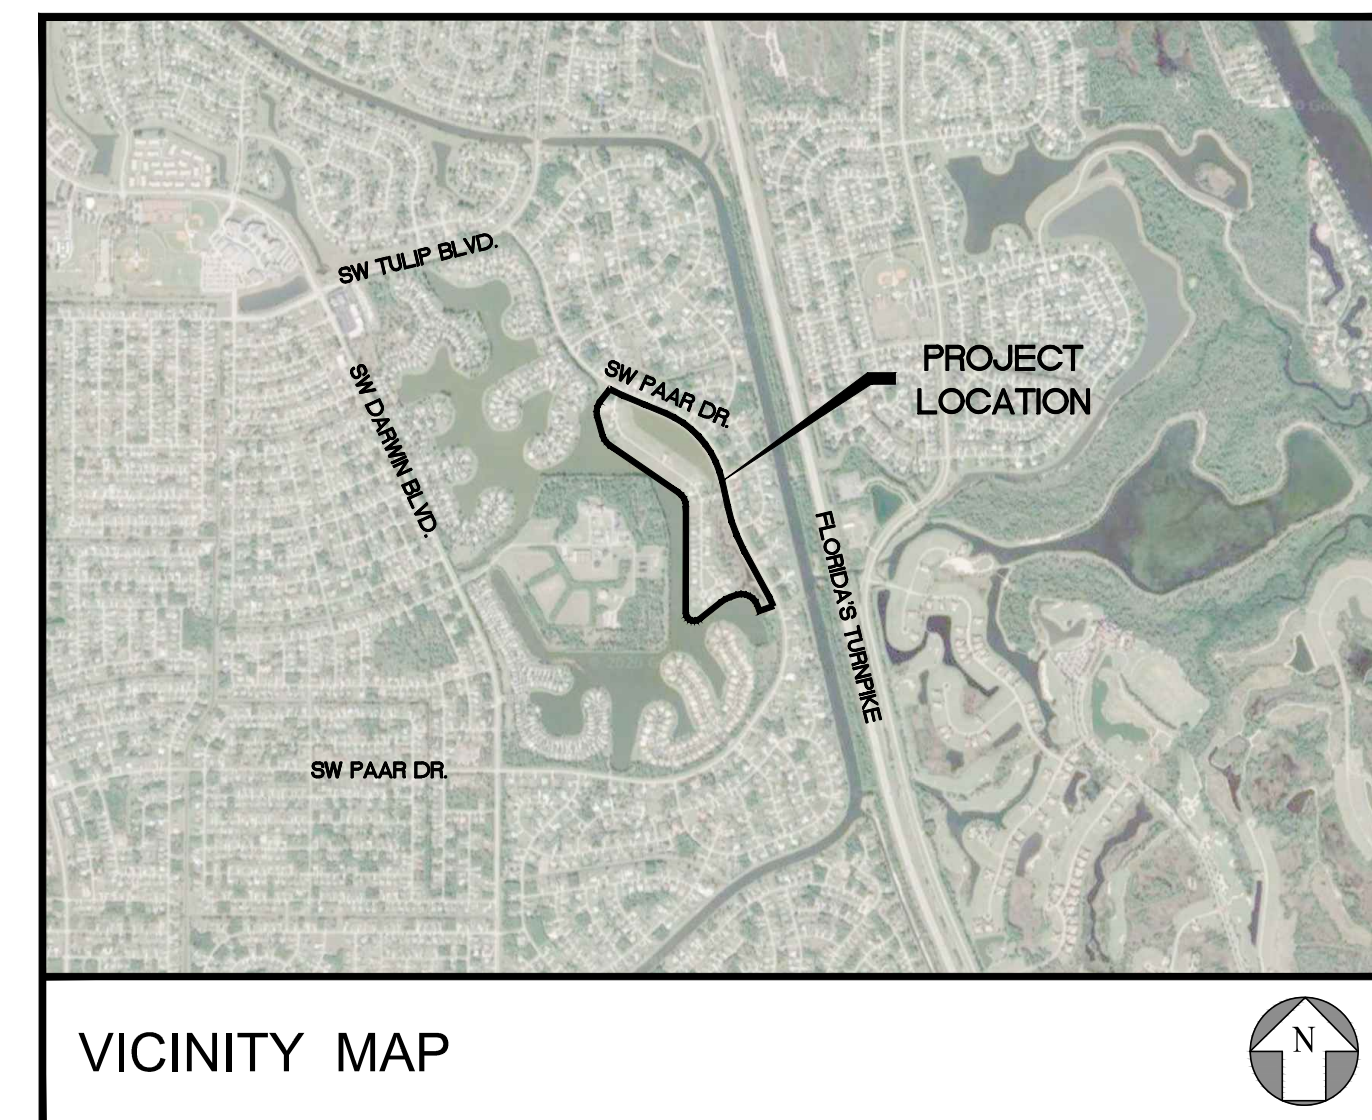 SW TULIP BLVD.
SW PAAR DR.
PROJECT
LOCATION
SW DARWIN BLVD.
FLORIDA'S TURNPIKE
SW PAAR DR.
VICINITY MAP
N